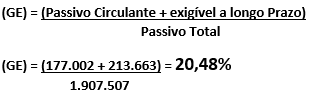 (GE) = (Passivo Circulante + exigível a longo Prazo)
Passivo Total
(GE) = (177.002 + 213.663) = 20,48%
1.907.507